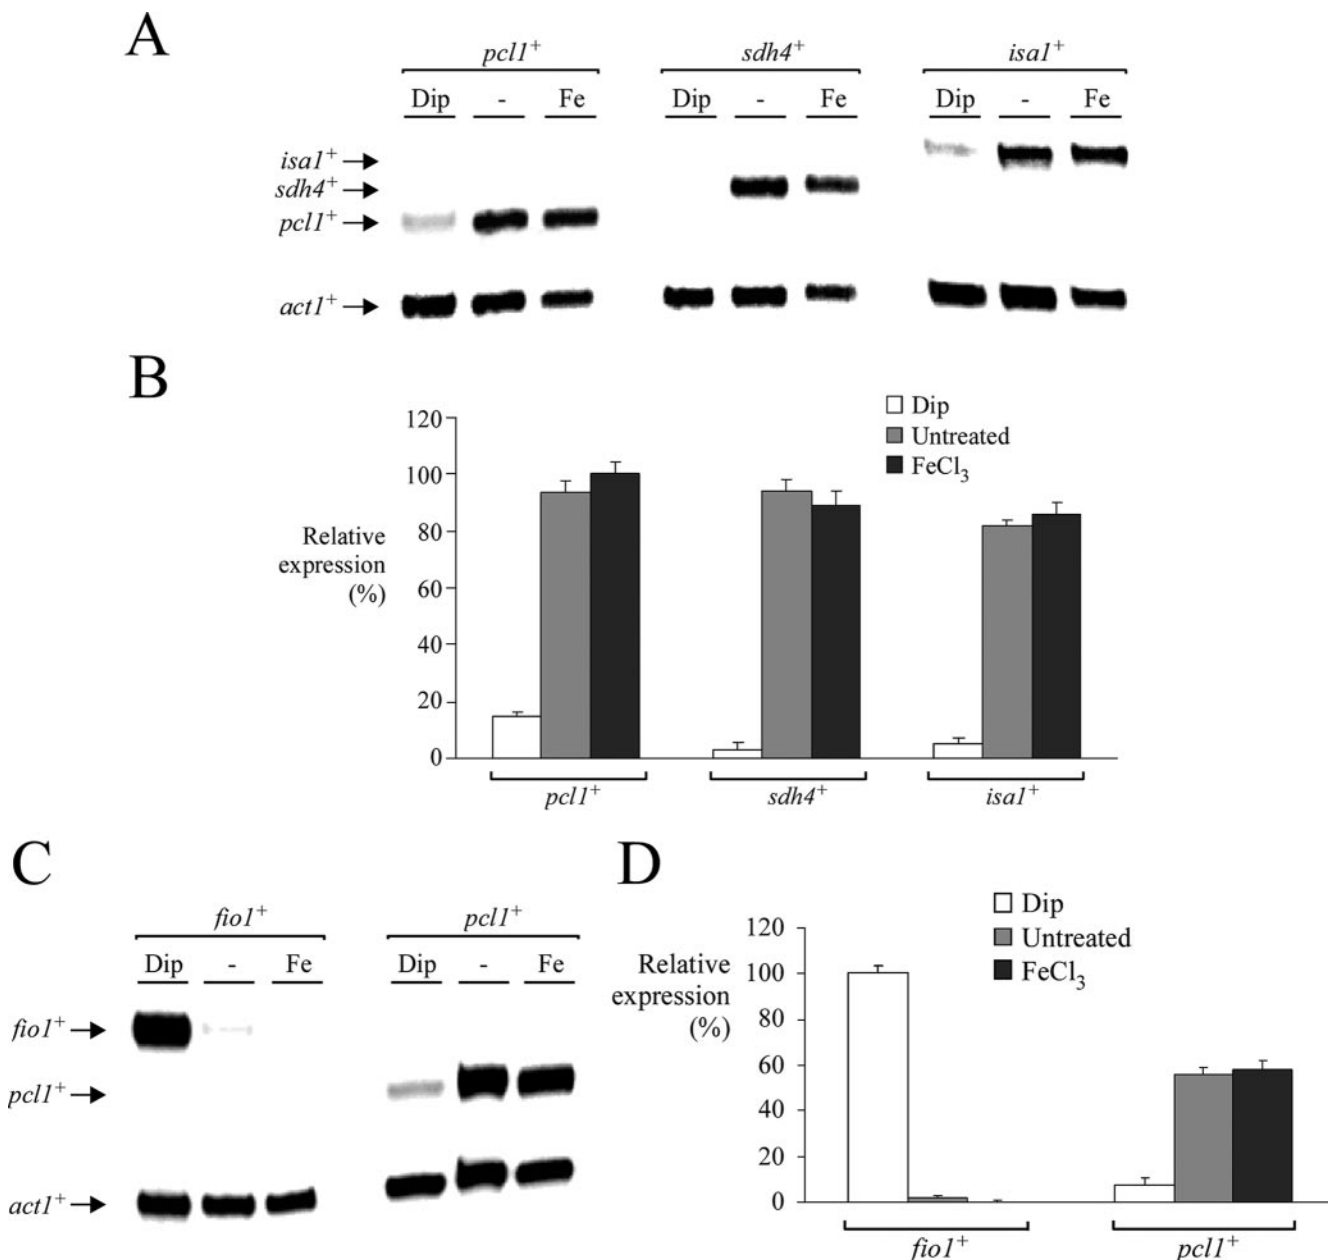 A
pcl1+ sdh4+ isa1+
Dip - Fe Dip - Fe Dip - Fe
isa1+
sdh4+
pcl1+
act1+
B
Dip
Untreated
FeCl3
120
100
80
60
40
20
0
Relative
expression
(%)
pcl1+ sdh4+ isa1+
C
fio1+ pcl1+
Dip - Fe Dip - Fe
fio1+
pcl1+
act1+
D
Dip
Untreated
FeCl3
120
100
80
60
40
20
0
Relative
expression
(%)
fio1+ pcl1+